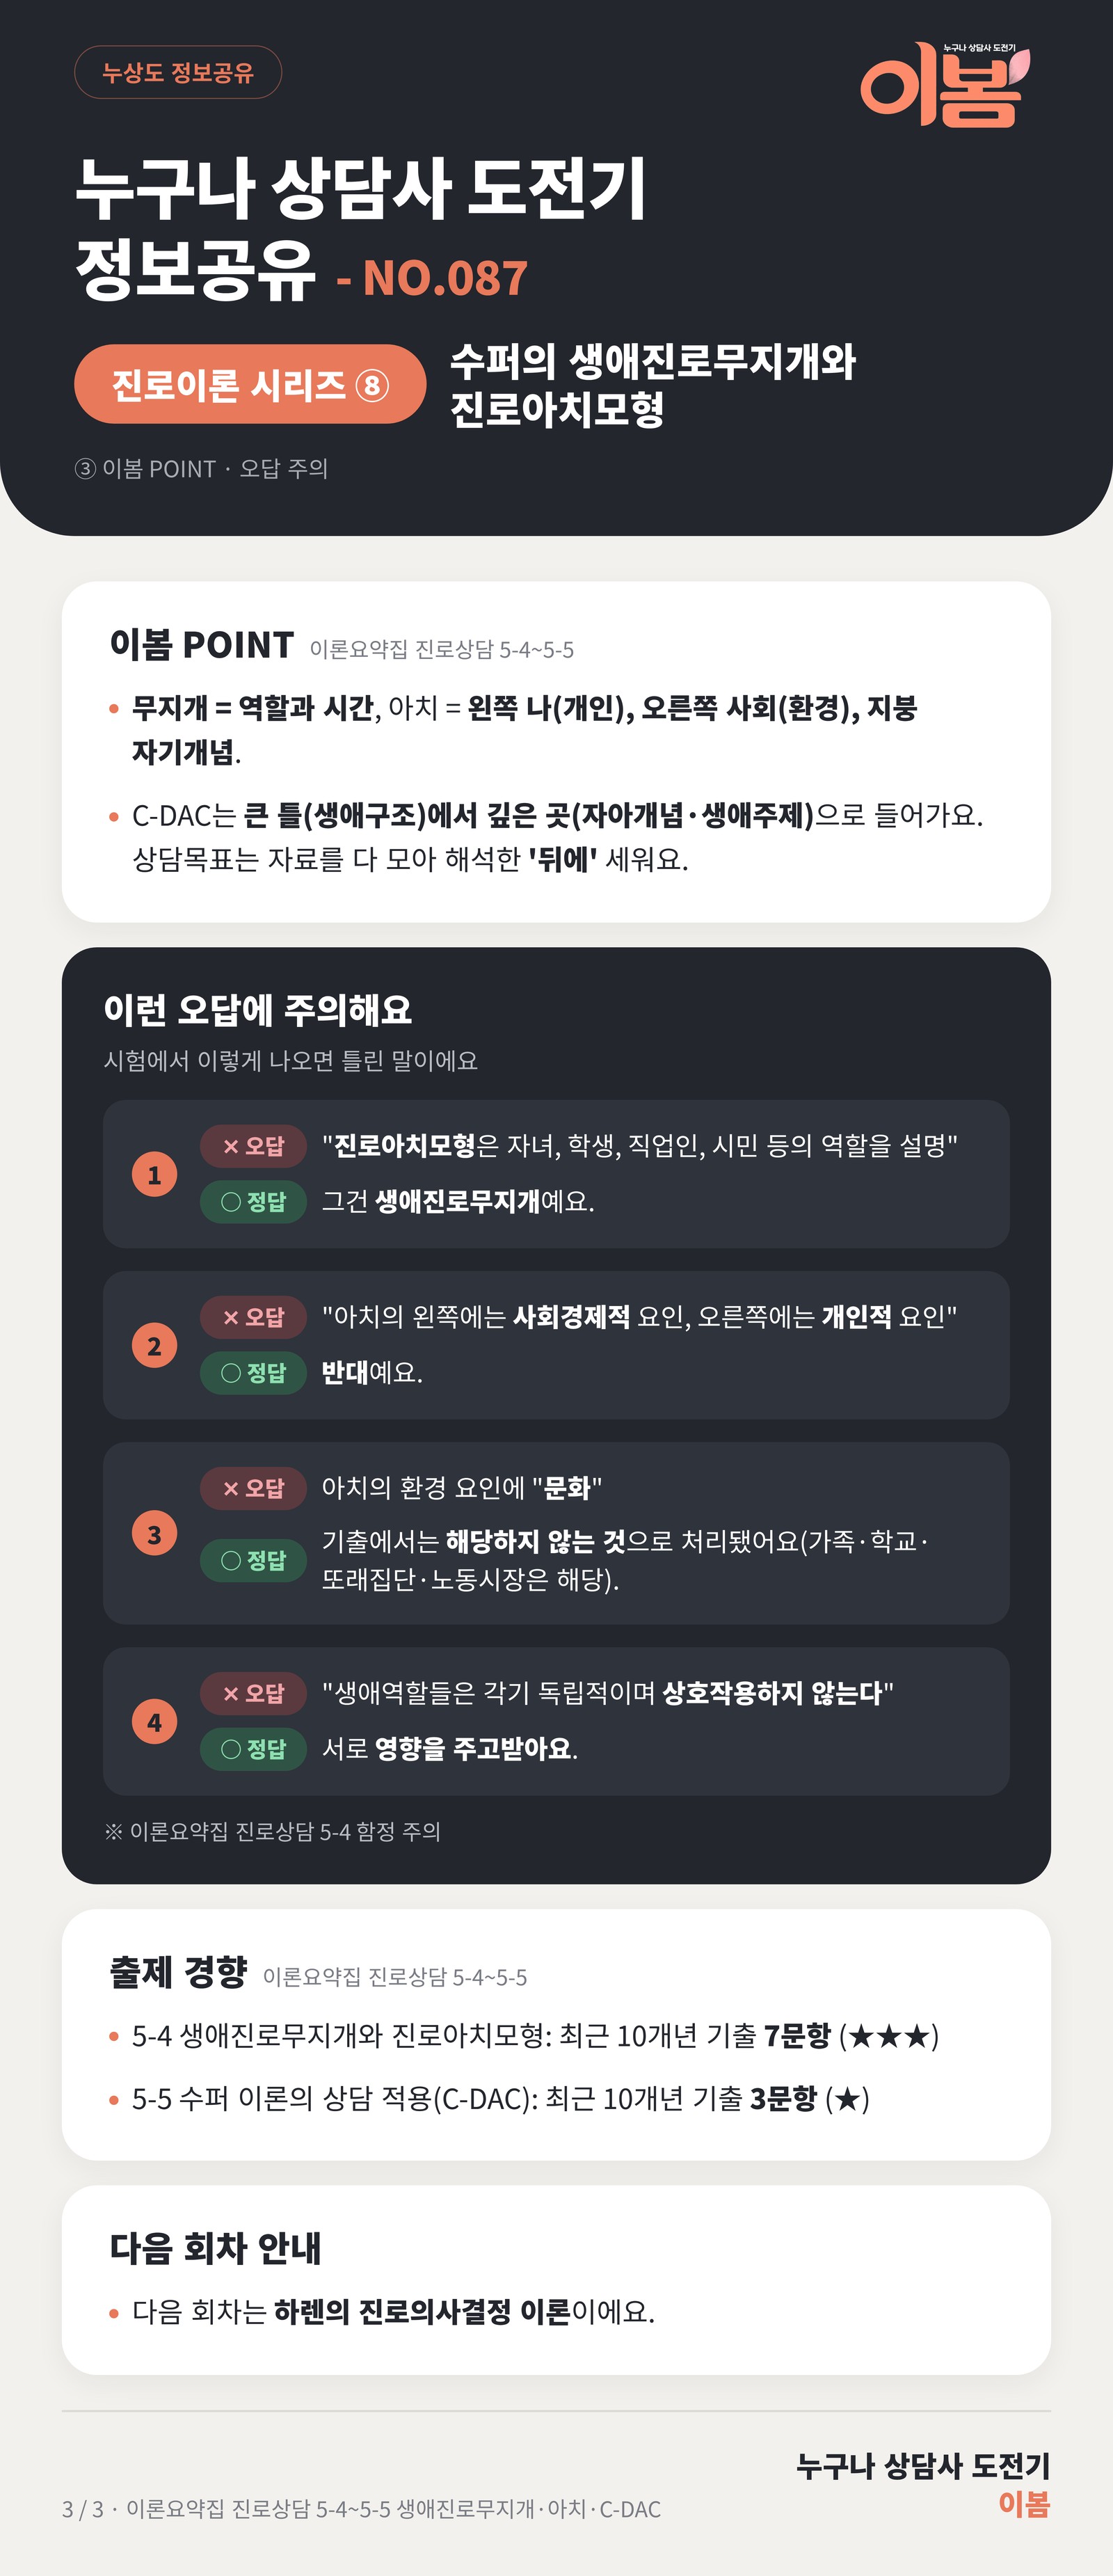 누상도 정보공유
누구나 상담사 도전기
이봄
누구나 상담사 도전기
정보공유 - NO.087
진로이론 시리즈 ⑧
수퍼의 생애진로무지개와
진로아치모형
③ 이봄 POINT · 오답 주의
이봄 POINT 이론요약집 진로상담 5-4~5-5
• 무지개 = 역할과 시간, 아치 = 왼쪽 나(개인), 오른쪽 사회(환경), 지붕
자기개념.
• C-DAC는 큰 틀(생애구조)에서 깊은 곳(자아개념·생애주제)으로 들어가요.
상담목표는 자료를 다 모아 해석한 '뒤에' 세워요.
이런 오답에 주의해요
시험에서 이렇게 나오면 틀린 말이에요
1
✕ 오답 "진로아치모형은 자녀, 학생, 직업인, 시민 등의 역할을 설명"
○ 정답 그건 생애진로무지개예요.
2
✕ 오답 "아치의 왼쪽에는 사회경제적 요인, 오른쪽에는 개인적 요인"
○ 정답 반대예요.
3
✕ 오답 아치의 환경 요인에 "문화"
○ 정답 기출에서는 해당하지 않는 것으로 처리됐어요(가족·학교·
또래집단·노동시장은 해당).
4
✕ 오답 "생애역할들은 각기 독립적이며 상호작용하지 않는다"
○ 정답 서로 영향을 주고받아요.
※ 이론요약집 진로상담 5-4 함정 주의
출제 경향 이론요약집 진로상담 5-4~5-5
• 5-4 생애진로무지개와 진로아치모형: 최근 10개년 기출 7문항 (★★★)
• 5-5 수퍼 이론의 상담 적용(C-DAC): 최근 10개년 기출 3문항 (★)
다음 회차 안내
• 다음 회차는 하렌의 진로의사결정 이론이에요.
누구나 상담사 도전기
3 / 3 · 이론요약집 진로상담 5-4~5-5 생애진로무지개·아치·C-DAC
이봄